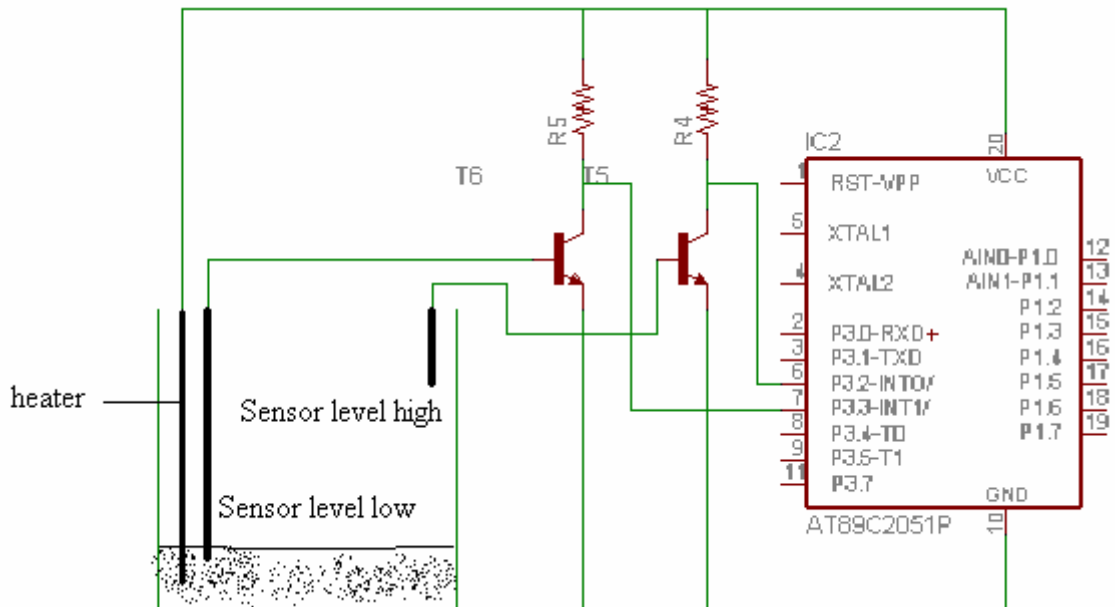 R5
R4
T6
T5
IC2
20
VCC
1
RST-VPP
5
XTAL1
4
XTAL2
2
P3.0-RXD+
3
P3.1-TXD
6
P3.2-INT0/
7
P3.3-INT1/
8
P3.4-T0
9
P3.5-T1
11
P3.7
AIN0-P1.0
12
AIN1-P1.1
13
P1.2
14
P1.3
15
P1.4
16
P1.5
17
P1.6
18
P1.7
19
GND
10
AT89C2051P
heater
Sensor level high
Sensor level low